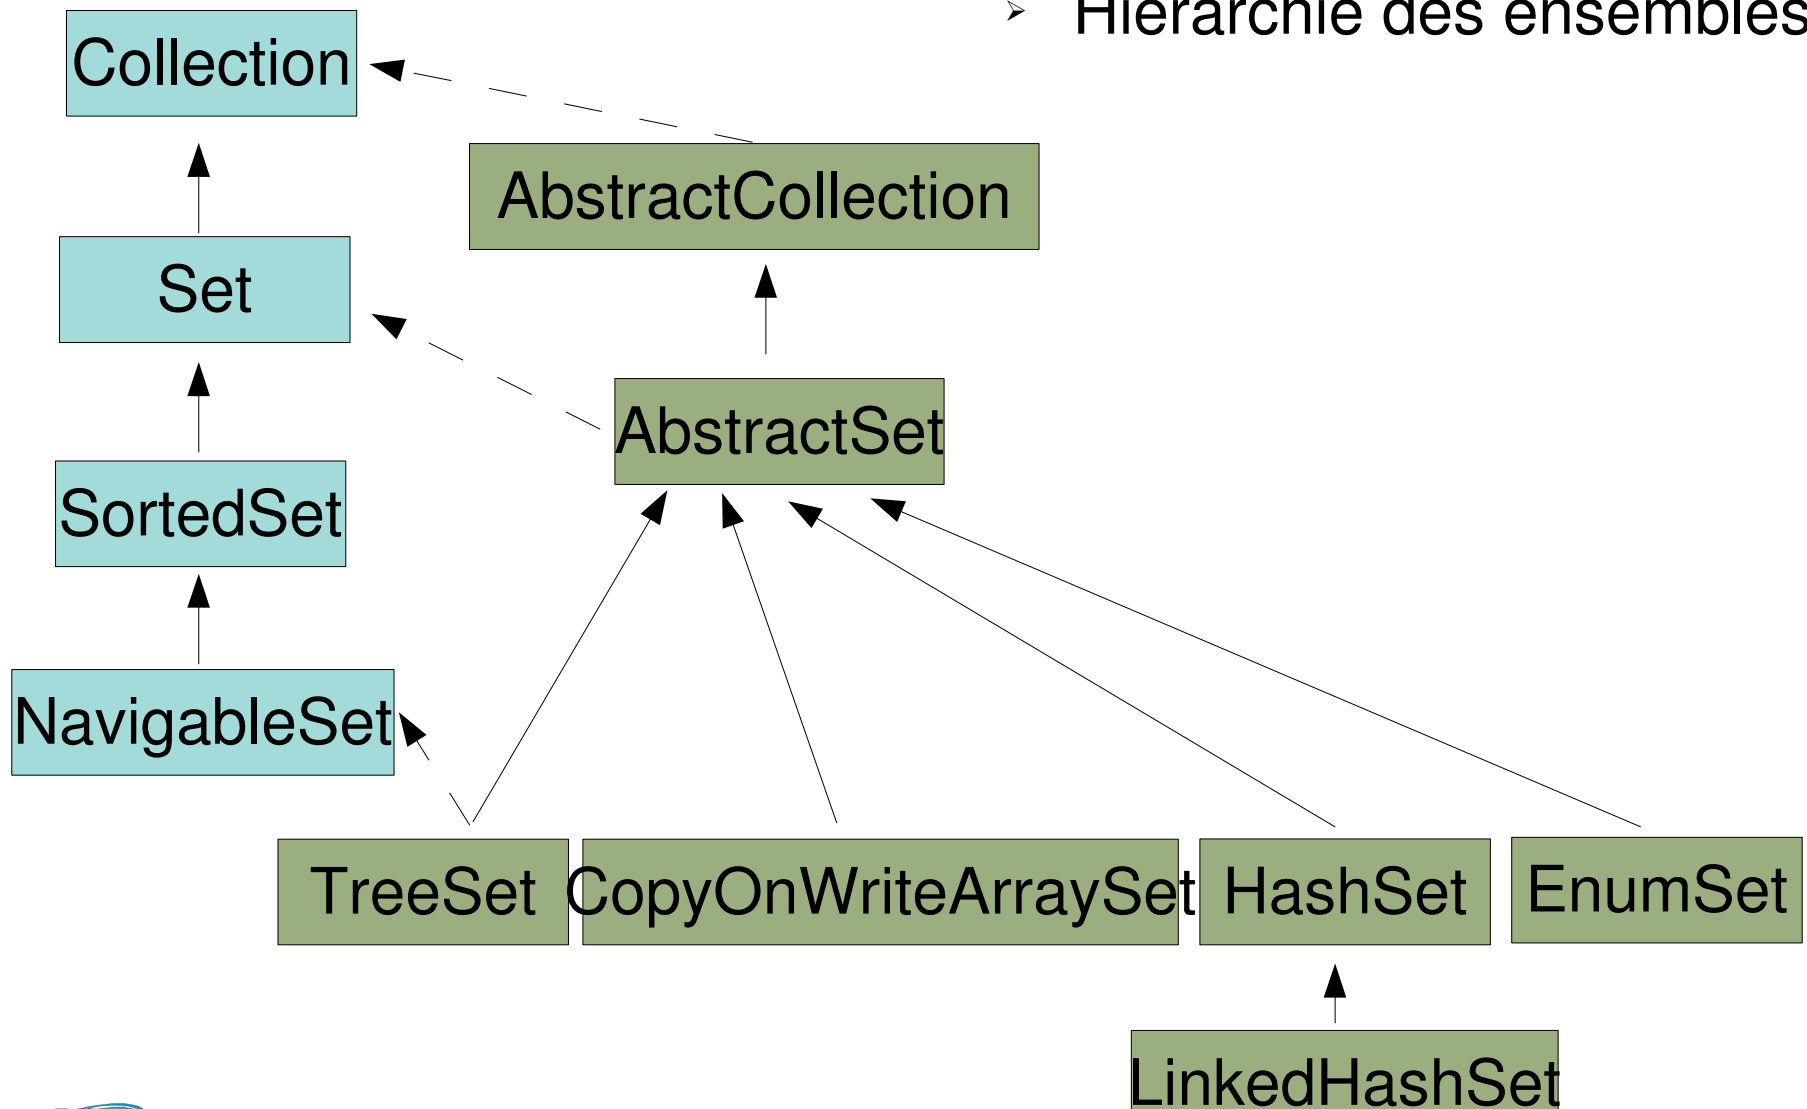 Hiérarchie des ensembles
Collection
AbstractCollection
Set
AbstractSet
SortedSet
NavigableSet
TreeSet
CopyOnWriteArraySet
HashSet
EnumSet
LinkedHashSet